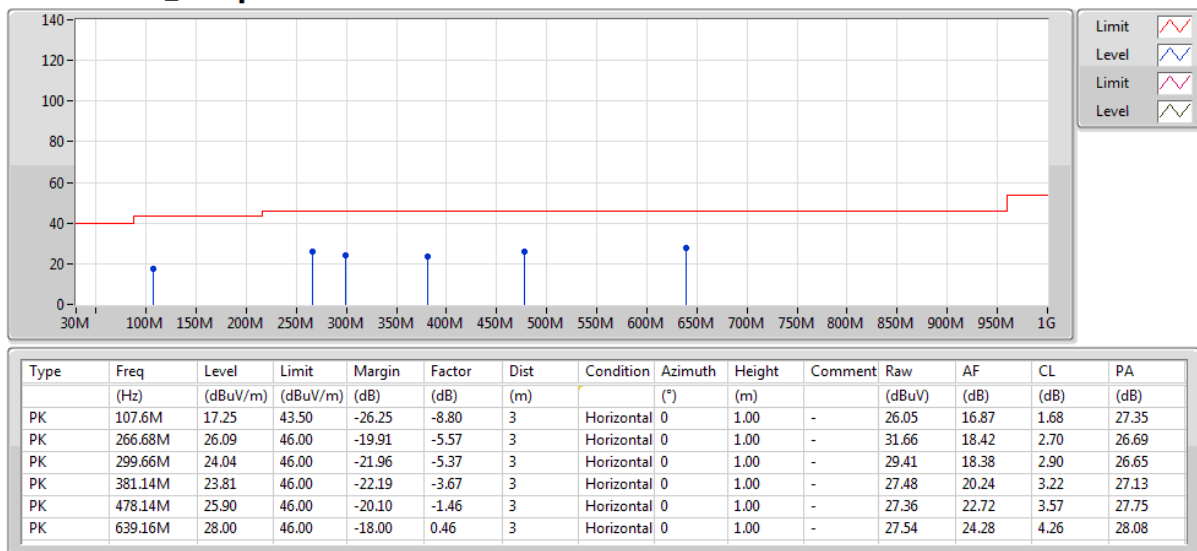 140
120
100
80
60
40
20
0
30M 100M 150M 200M 250M 300M 350M 400M 450M 500M 550M 600M 650M 700M 750M 800M 850M 900M 950M 1G
Limit
Level
Limit
Level
Type Freq Level Limit Margin Factor Dist Condition Azimuth Height Comment Raw AF CL PA
(Hz) (dBuV/m) (dBuV/m) (dB) (dB) (m) (°) (m) (dBuV) (dB) (dB) (dB)
PK 107.6M 17.25 43.50 -26.25 -8.80 3 Horizontal 0 1.00 - 26.05 16.87 1.68 27.35
PK 266.68M 26.09 46.00 -19.91 -5.57 3 Horizontal 0 1.00 - 31.66 18.42 2.70 26.69
PK 299.66M 24.04 46.00 -21.96 -5.37 3 Horizontal 0 1.00 - 29.41 18.38 2.90 26.65
PK 381.14M 23.81 46.00 -22.19 -3.67 3 Horizontal 0 1.00 - 27.48 20.24 3.22 27.13
PK 478.14M 25.90 46.00 -20.10 -1.46 3 Horizontal 0 1.00 - 27.36 22.72 3.57 27.75
PK 639.16M 28.00 46.00 -18.00 0.46 3 Horizontal 0 1.00 - 27.54 24.28 4.26 28.08